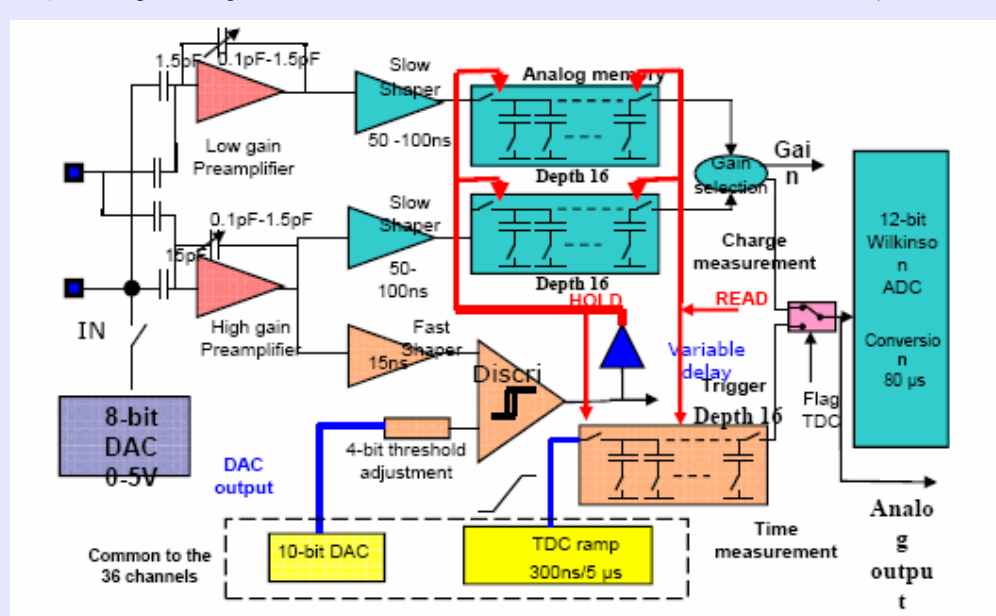 1.5pF
0.1pF-1.5pF
Slow
Shaper
50 -100ns
Analog memory
Low gain
Preamplifier
Depth 16
Gain
selection
Gai
n
0.1pF-1.5pF
15pF
Slow
Shaper
50-
100ns
Depth 16
Charge
measurement
12-bit
Wilkinso
n
ADC
Conversio
n
80 µs
HOLD
READ
IN
High gain
Preamplifier
Fast
Shaper
15ns
Discri
Variable
delay
Trigger
Depth 16
Flag
TDC
8-bit
DAC
0-5V
4-bit threshold
adjustment
DAC
output
Analo
g
outpu
t
Time
measurement
Common to the
36 channels
10-bit DAC
TDC ramp
300ns/5 µs